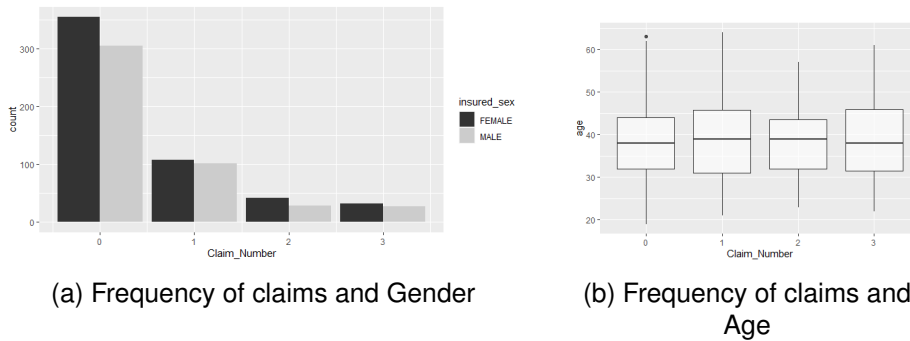 300
200
100
0
count
0
1
2
3
Claim_Number
insured_sex
FEMALE
MALE
(a) Frequency of claims and Gender
60
50
40
30
20
age
0
1
2
3
Claim_Number
(b) Frequency of claims and
Age